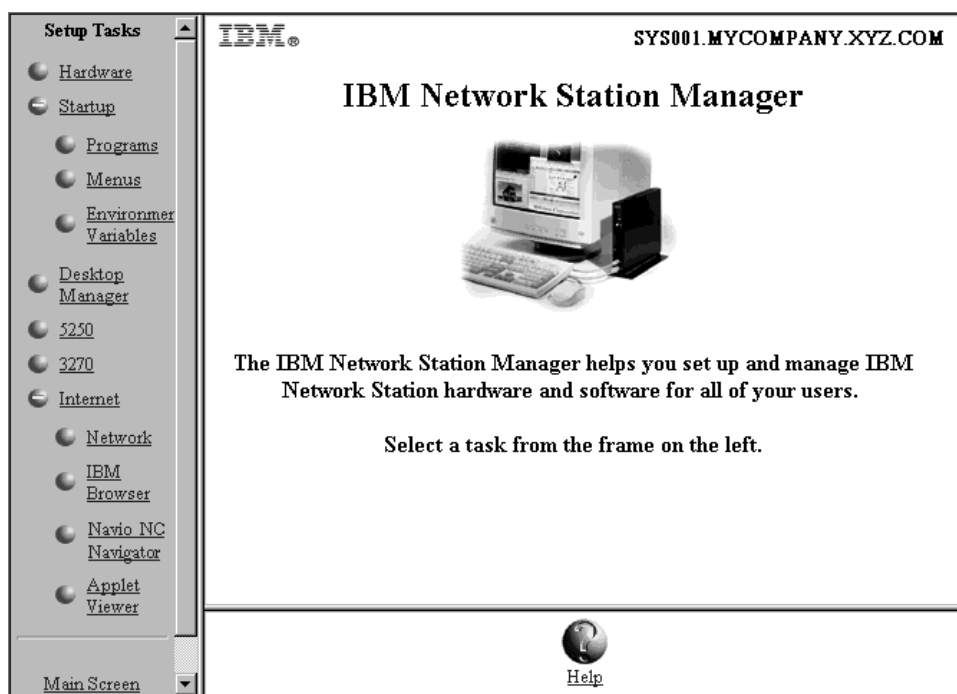 Setup Tasks
Hardware
Startup
Programs
Menus
Environmen
Variables
Desktop
Manager
5250
3270
Internet
Network
IBM
Browser
Navio NC
Navigator
Applet
Viewer
Main Screen
IBM®
SYS001.MYCOMPANY.XYZ.COM
IBM Network Station Manager
The IBM Network Station Manager helps you set up and manage IBM
Network Station hardware and software for all of your users.
Select a task from the frame on the left.
?
Help